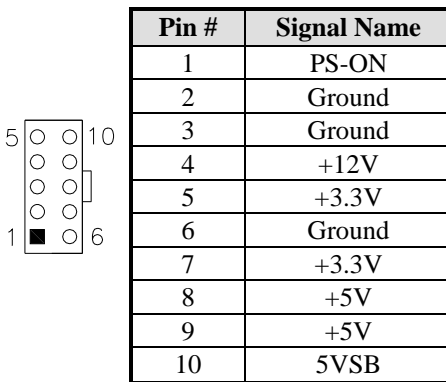 5 10
1 6
Pin # Signal Name
1 PS-ON
2 Ground
3 Ground
4 +12V
5 +3.3V
6 Ground
7 +3.3V
8 +5V
9 +5V
10 5VSB